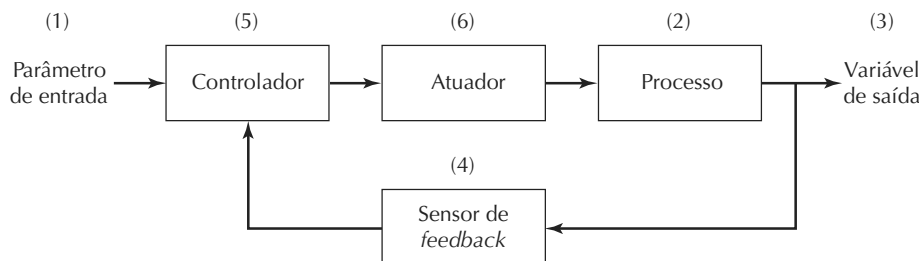 (1)
(5)
(6)
(2)
(3)
Parâmetro
de entrada
Controlador
Atuador
Processo
Variável
de saída
(4)
Sensor de
feedback